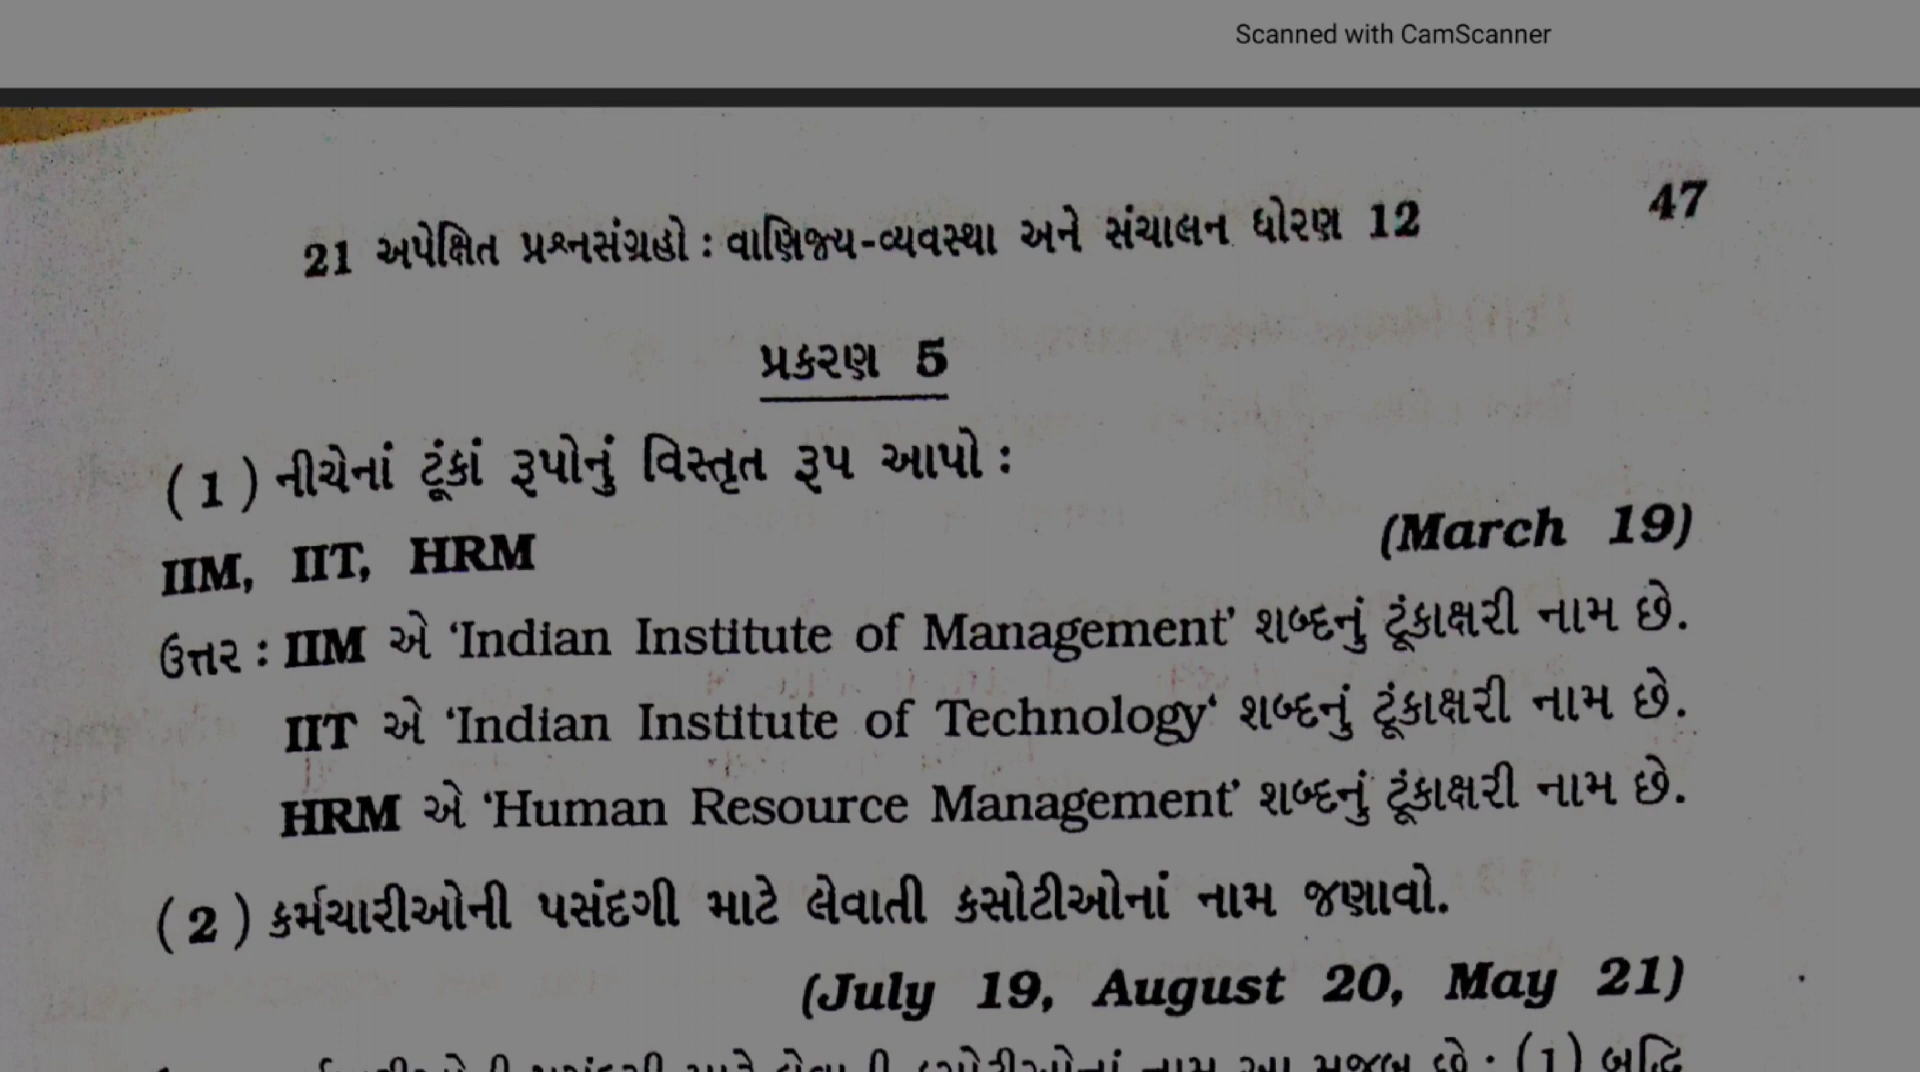 Scanned with CamScanner
47
21 અપેક્ષિત પ્રશ્નસંગ્રહો : વાણિજ્ય-વ્યવસ્થા અને સંચાલન ધોરણ 12
પ્રકરણ 5
(1) નીચેનાં ટૂંકાં રૂપોનું વિસ્તૃત રૂપ આપો :
IIM, IIT, HRM (March 19)
ઉત્તર : IIM એ ‘Indian Institute of Management’ શબ્દનું ટૂંકાક્ષરી નામ છે.
IIT એ ‘Indian Institute of Technology‘ શબ્દનું ટૂંકાક્ષરી નામ છે.
HRM એ ‘Human Resource Management’ શબ્દનું ટૂંકાક્ષરી નામ છે.
(2) કર્મચારીઓની પસંદગી માટે લેવાતી કસોટીઓનાં નામ જણાવો.
(July 19, August 20, May 21)
નામ આ મુજબ છે : (1) બુદ્ધિ